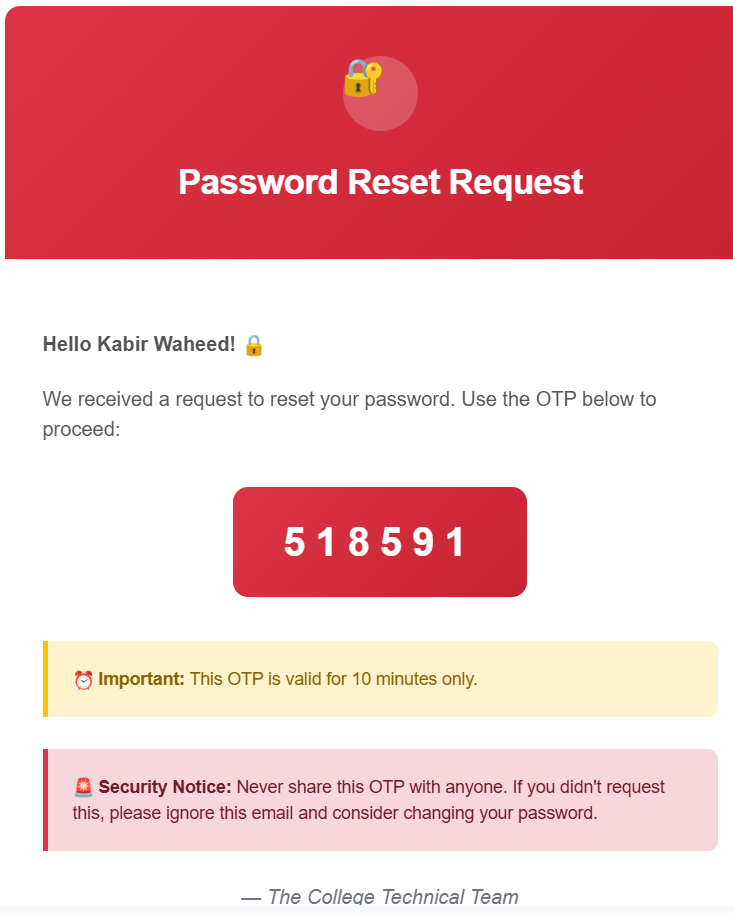 Password Reset Request
Hello Kabir Waheed! 🔒
We received a request to reset your password. Use the OTP below to
proceed:
518591
⏰ Important: This OTP is valid for 10 minutes only.
🚨 Security Notice: Never share this OTP with anyone. If you didn't request
this, please ignore this email and consider changing your password.
— The College Technical Team